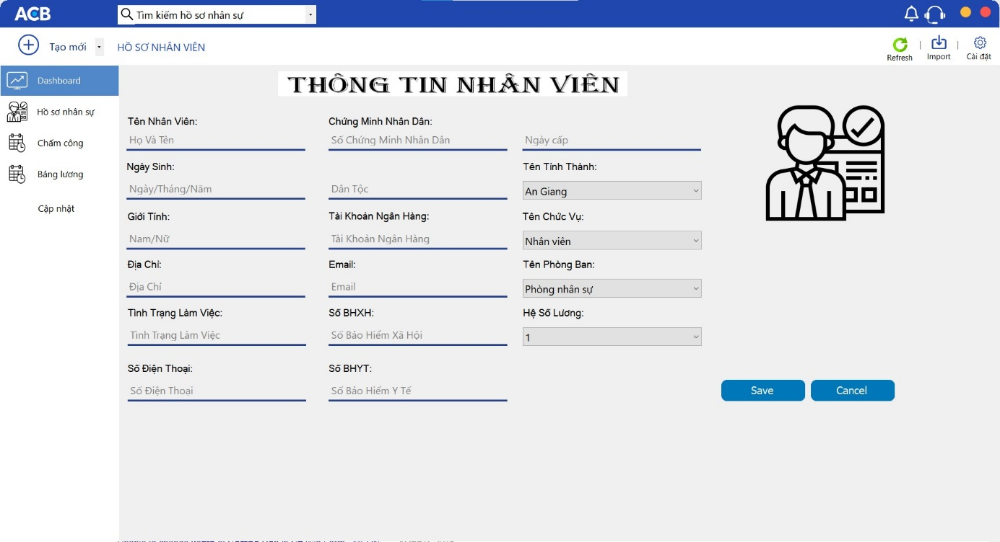 ACB
Tìm kiếm hồ sơ nhân sự
Tạo mới
HỒ SƠ NHÂN VIÊN
Refresh
Import
Cài đặt
Dashboard
Hồ sơ nhân sự
Chấm công
Bảng lương
Cập nhật
THÔNG TIN NHÂN VIÊN
Tên Nhân Viên:
Họ Và Tên
Chứng Minh Nhân Dân:
Số Chứng Minh Nhân Dân
Ngày cấp
Ngày Sinh:
Ngày/Tháng/Năm
Dân Tộc
Tên Tỉnh Thành:
An Giang
Giới Tính:
Nam/Nữ
Tài Khoản Ngân Hàng:
Tài Khoản Ngân Hàng
Tên Chức Vụ:
Nhân viên
Địa Chỉ:
Địa Chỉ
Email:
Email
Tên Phòng Ban:
Phòng nhân sự
Tình Trạng Làm Việc:
Tình Trạng Làm Việc
Số BHXH:
Số Bảo Hiểm Xã Hội
Hệ Số Lương:
1
Số Điện Thoại:
Số Điện Thoại
Số BHYT:
Số Bảo Hiểm Y Tế
Save
Cancel